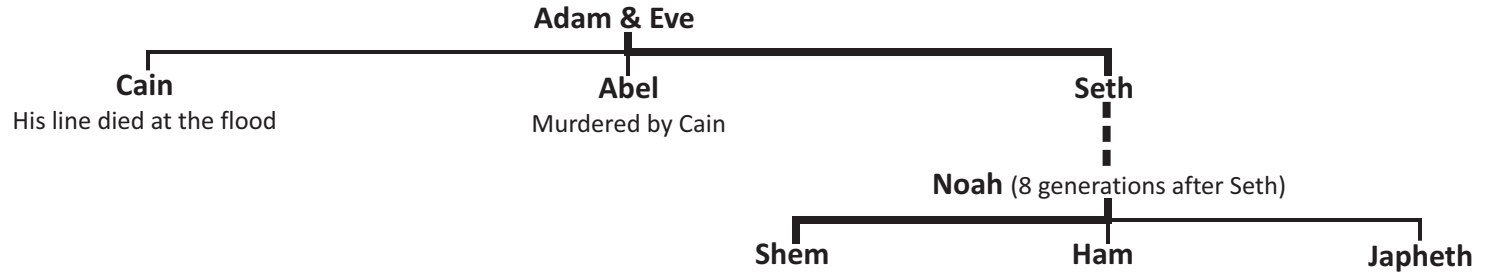 Adam & Eve
Cain
Abel
Seth
His line died at the flood
Murdered by Cain
Noah (8 generations after Seth)
Shem
Ham
Japheth